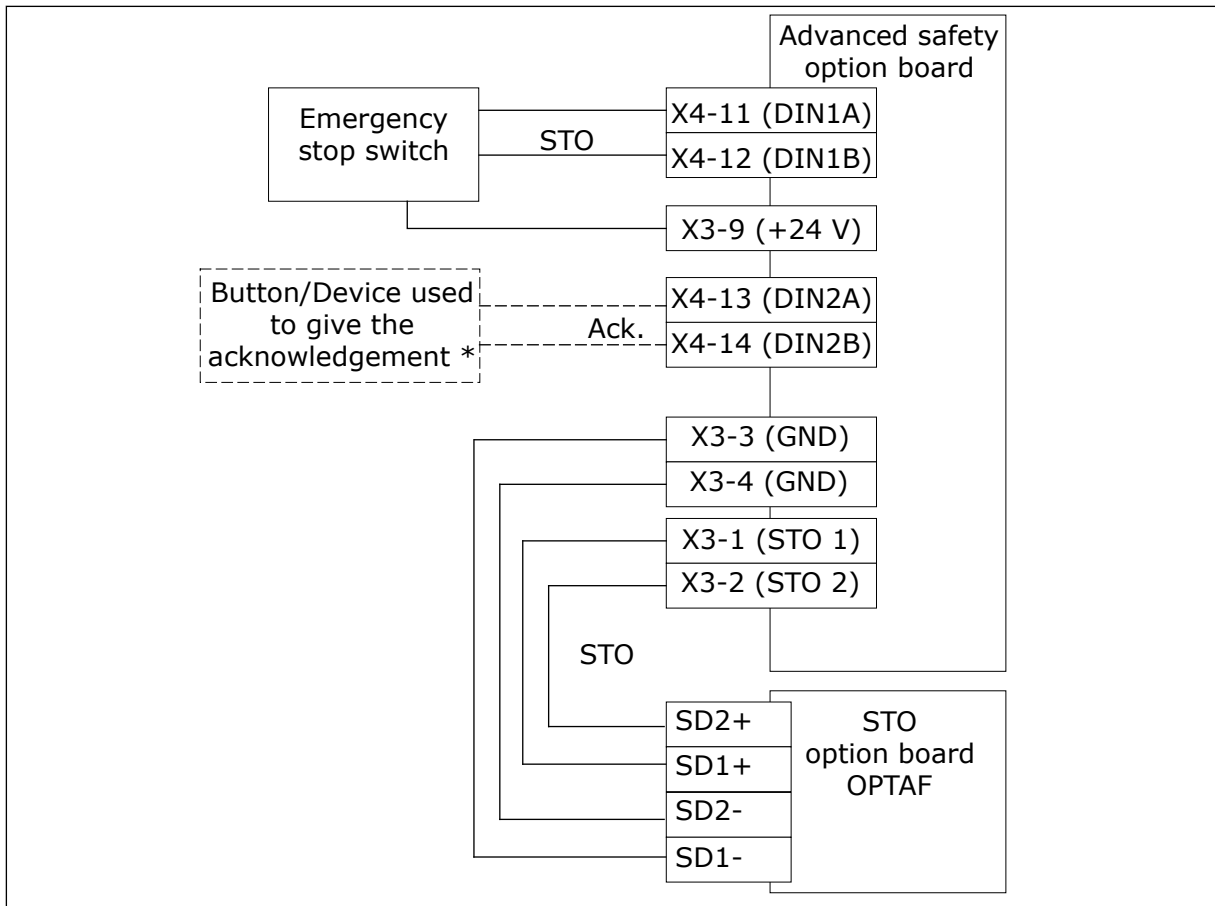 Advanced safety
option board
Emergency
stop switch
STO
X4-11 (DIN1A)
X4-12 (DIN1B)
X3-9 (+24 V)
Button/Device used
to give the
acknowledgement *
Ack.
X4-13 (DIN2A)
X4-14 (DIN2B)
X3-3 (GND)
X3-4 (GND)
X3-1 (STO 1)
X3-2 (STO 2)
STO
SD2+
SD1+
SD2-
SD1-
STO
option board
OPTAF